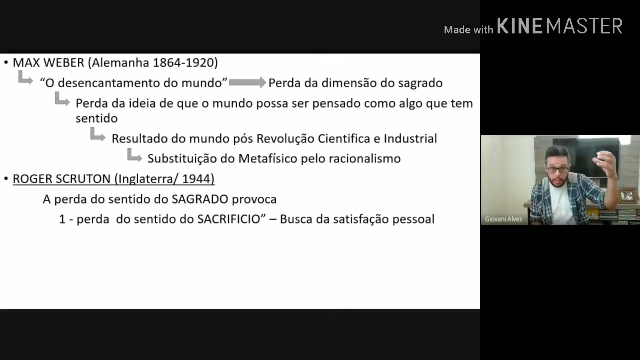 Made with KINEMASTER
• MAX WEBER (Alemanha 1864-1920)
“O desencantamento do mundo” Perda da dimensão do sagrado
Perda da ideia de que o mundo possa ser pensado como algo que tem
sentido
Resultado do mundo pós Revolução Cientifica e Industrial
Substituição do Metafísico pelo racionalismo
• ROGER SCRUTON (Inglaterra/ 1944)
A perda do sentido do SAGRADO provoca
1 - perda do sentido do SACRIFICIO” – Busca da satisfação pessoal
Giovani Alves